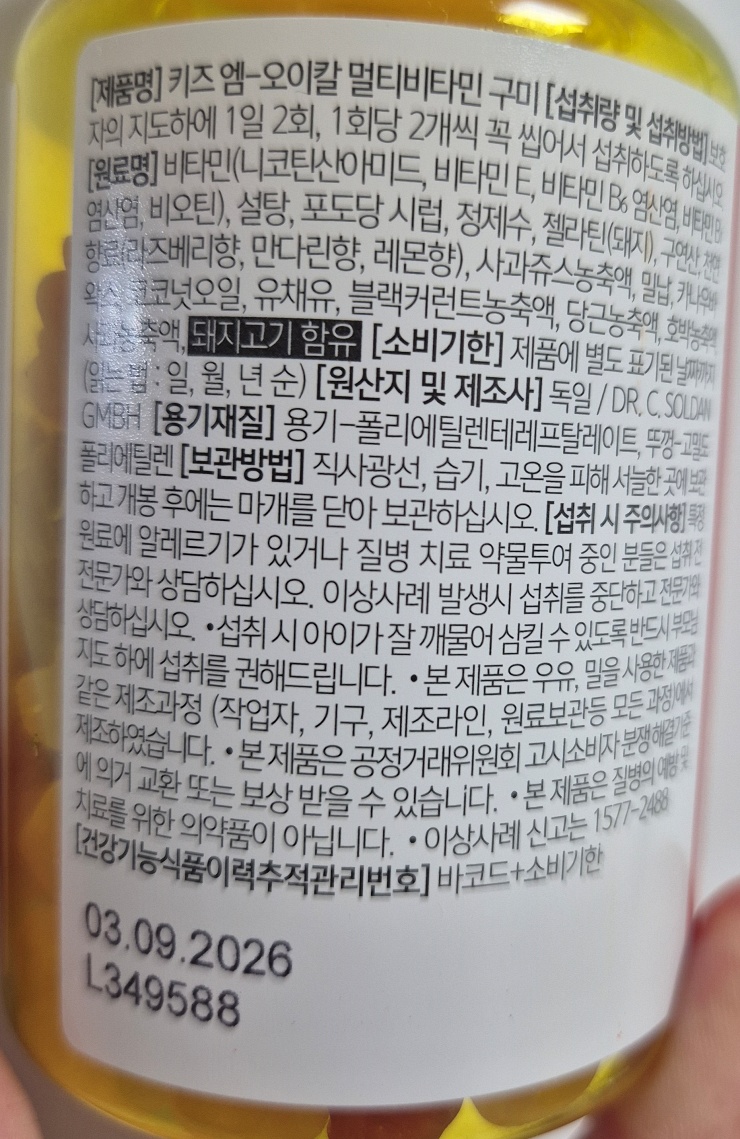 [제품명] 키즈 엠-오이칼 멀티비타민 구미 [섭취량 및 섭취방법] 보호
자의 지도하에 1일 2회, 1회당 2개씩 꼭 씹어서 섭취하도록 하십시오
[원료명] 비타민(니코틴산아미드, 비타민 E, 비타민 B₆ 염산염, 비타민
염산염, 비오틴), 설탕, 포도당 시럽, 정제수, 젤라틴(돼지), 구연산, 천연
향료(라즈베리향, 만다린향, 레몬향), 사과쥬스농축액, 밀납, 카나우바
왁스, 코코넛오일, 유채유, 블랙커런트농축액, 당근농축액, 호박농축액
사과농축액, 돼지고기 함유 [소비기한] 제품에 별도 표기된 날짜까지
(읽는 법 : 일, 월, 년 순) [원산지 및 제조사] 독일 / DR. C. SOLDAN
GMBH [용기재질] 용기-폴리에틸렌테레프탈레이트, 뚜껑-고밀도
폴리에틸렌 [보관방법] 직사광선, 습기, 고온을 피해 서늘한 곳에 보관
하고 개봉 후에는 마개를 닫아 보관하십시오. [섭취 시 주의사항] 특정
원료에 알레르기가 있거나 질병 치료 약물투여 중인 분들은 섭취 전
전문가와 상담하십시오. 이상사례 발생시 섭취를 중단하고 전문가와
상담하십시오. •섭취 시 아이가 잘 깨물어 삼킬 수 있도록 반드시 부모님
지도 하에 섭취를 권해드립니다. •본 제품은 우유, 밀을 사용한 제품과
같은 제조과정 (작업자, 기구, 제조라인, 원료보관등 모든 과정)에서
제조하였습니다. •본 제품은 공정거래위원회 고시소비자 분쟁해결기준
에 의거 교환 또는 보상 받을 수 있습니다. •본 제품은 질병의 예방 및
치료를 위한 의약품이 아닙니다. •이상사례 신고는 1577-2488
[건강기능식품이력추적관리번호] 바코드+소비기한
03.09.2026
L349588